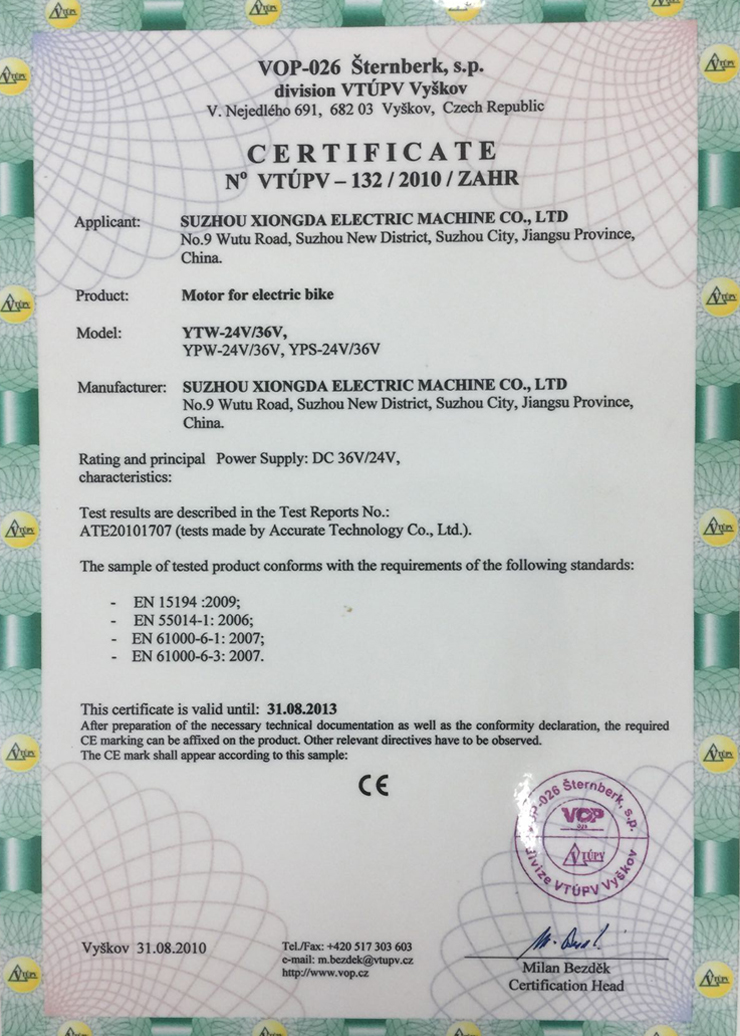 VOP-026 Šternberk, s.p.
division VTÚPV Vyškov
V. Nejedlého 691, 682 03 Vyškov, Czech Republic
CERTIFICATE
Nº VTÚPV – 132 / 2010 / ZAHR
Applicant: SUZHOU XIONGDA ELECTRIC MACHINE CO., LTD
No.9 Wutu Road, Suzhou New District, Suzhou City, Jiangsu Province,
China.
Product: Motor for electric bike
Model: YTW-24V/36V,
YPW-24V/36V, YPS-24V/36V
Manufacturer: SUZHOU XIONGDA ELECTRIC MACHINE CO., LTD
No.9 Wutu Road, Suzhou New District, Suzhou City, Jiangsu Province,
China.
Rating and principal Power Supply: DC 36V/24V,
characteristics:
Test results are described in the Test Reports No.:
ATE20101707 (tests made by Accurate Technology Co., Ltd.).
The sample of tested product conforms with the requirements of the following standards:
- EN 15194 :2009;
- EN 55014-1: 2006;
- EN 61000-6-1: 2007;
- EN 61000-6-3: 2007.
This certificate is valid until: 31.08.2013
After preparation of the necessary technical documentation as well as the conformity declaration, the required
CE marking can be affixed on the product. Other relevant directives have to be observed.
The CE mark shall appear according to this sample:
CE
VOP-026 Šternberk, s.p.
VOP
026
VTÚPV
divize VTÚPV Vyškov
Vyškov 31.08.2010
Tel./Fax: +420 517 303 603
e-mail: m.bezdek@vtupv.cz
http://www.vop.cz
Milan Bezděk
Certification Head